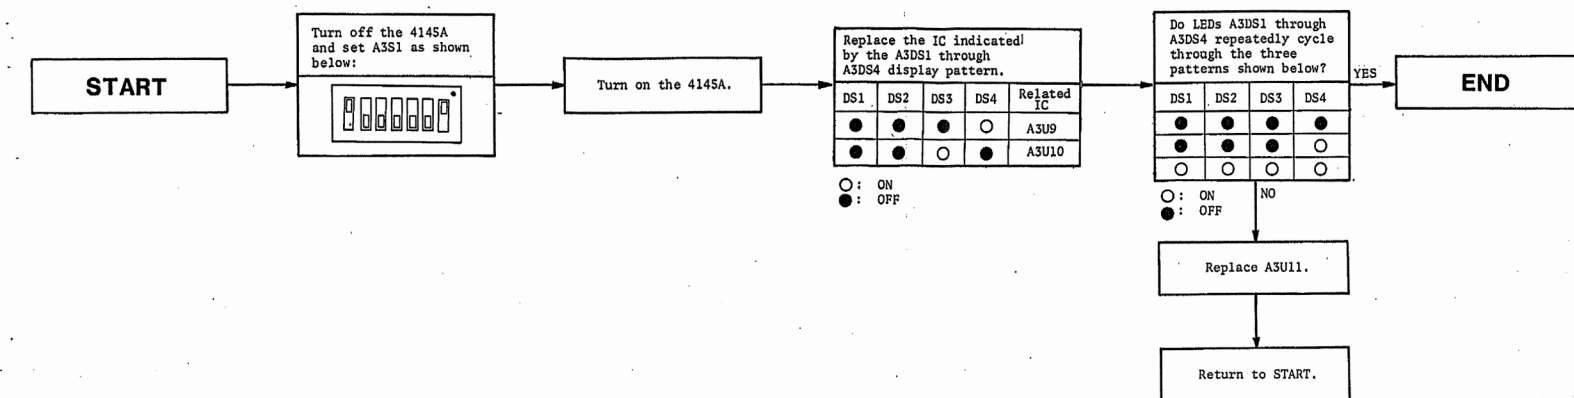 START
Turn off the 4145A
and set A3S1 as shown
below:
Turn on the 4145A.
Replace the IC indicated
by the A3DS1 through
A3DS4 display pattern.
DS1 DS2 DS3 DS4 Related IC
● ● ● ○ A3U9
● ● ○ ● A3U10
○: ON
●: OFF
Do LEDs A3DS1 through
A3DS4 repeatedly cycle
through the three
patterns shown below?
DS1 DS2 DS3 DS4
● ● ● ●
● ● ● ○
○ ○ ○ ○
○: ON
●: OFF
YES
END
NO
Replace A3U11.
Return to START.